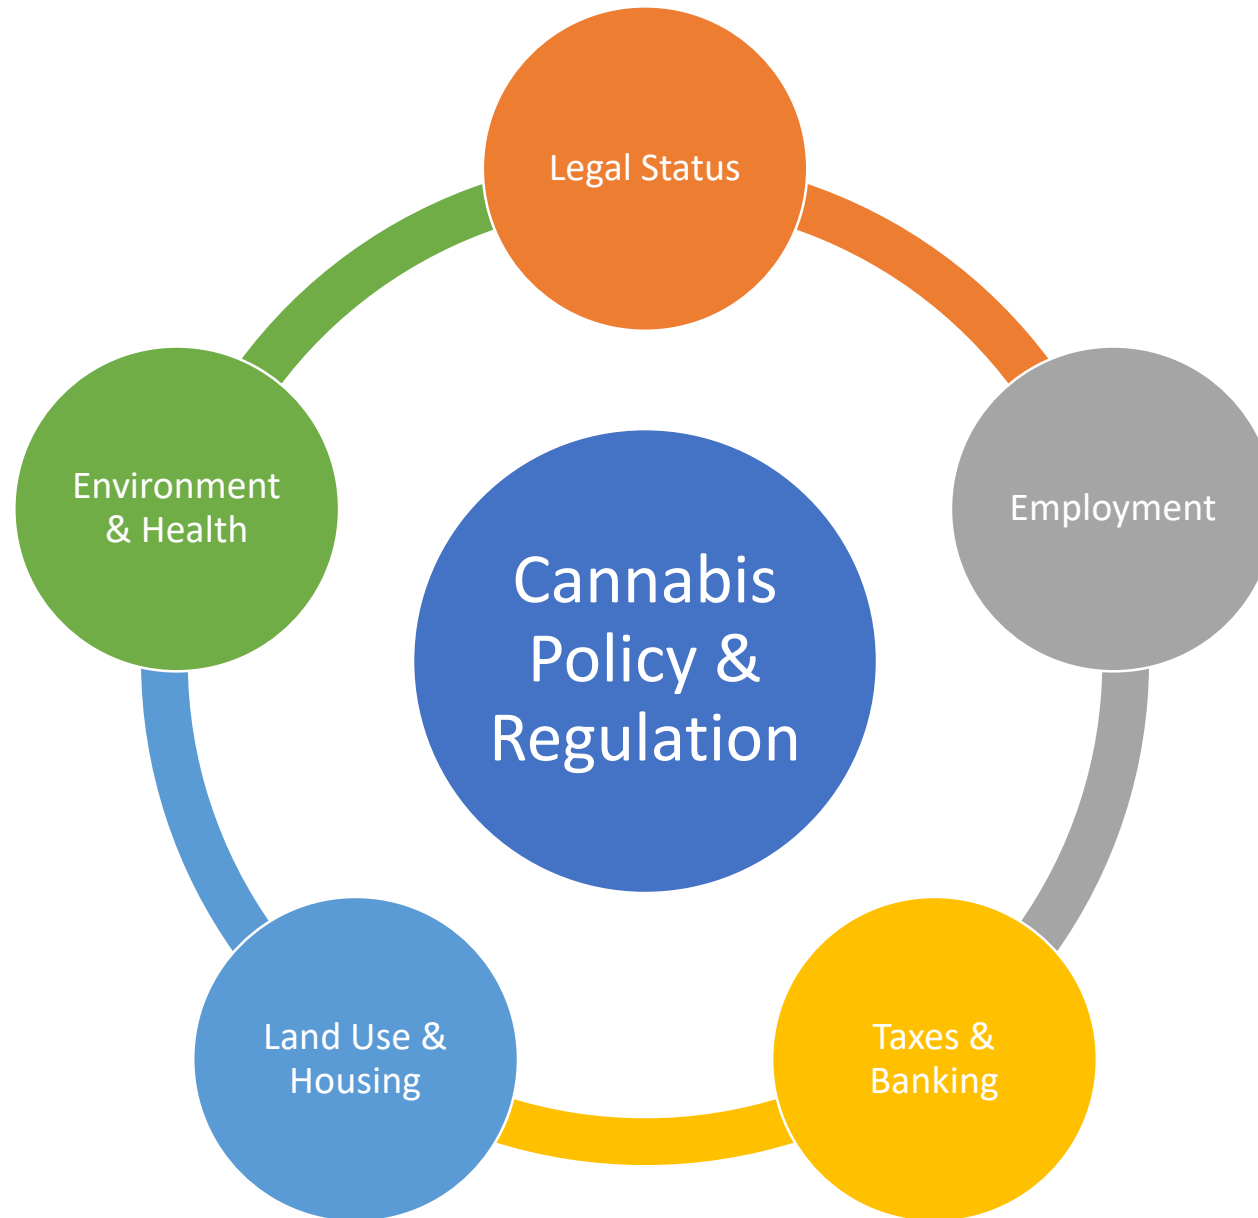 Legal Status
Environment
& Health
Employment
Cannabis
Policy &
Regulation
Land Use &
Housing
Taxes &
Banking